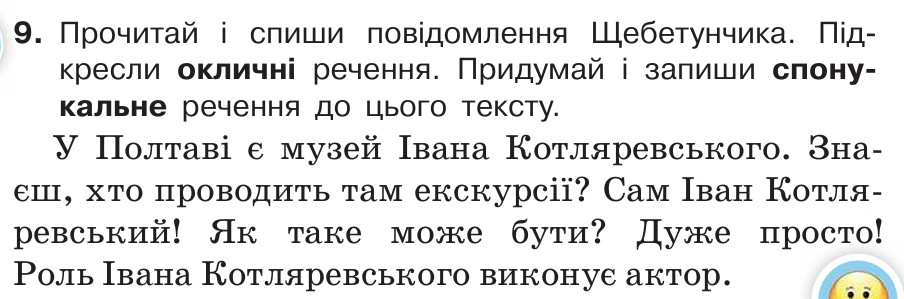 9. Прочитай і спиши повідомлення Щебетунчика. Під-
кресли окличні речення. Придумай і запиши спону-
кальне речення до цього тексту.
У Полтаві є музей Івана Котляревського. Зна-
єш, хто проводить там екскурсії? Сам Іван Котля-
ревський! Як таке може бути? Дуже просто!
Роль Івана Котляревського виконує актор.